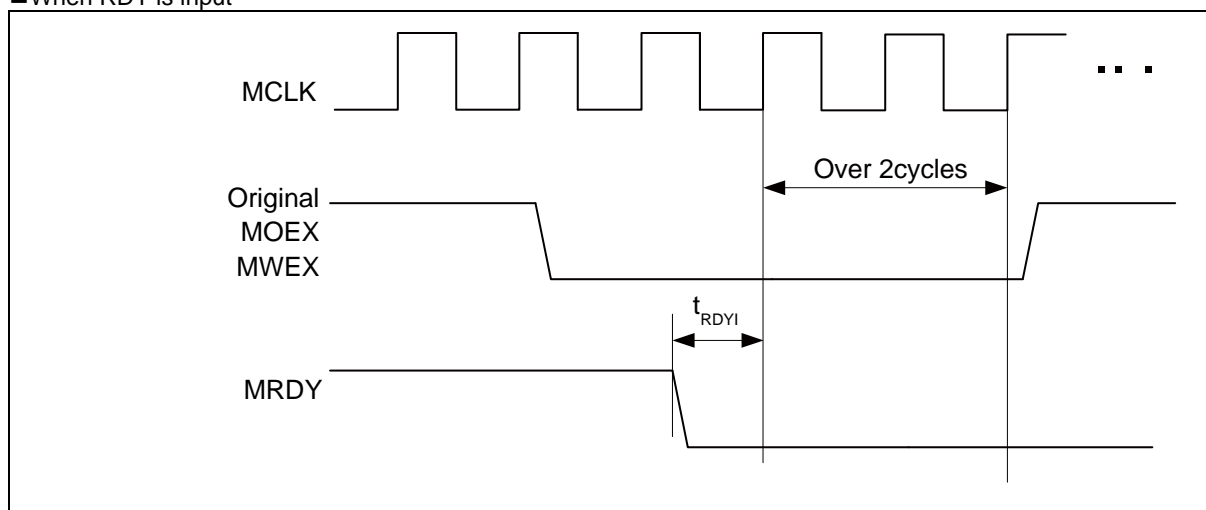 ■When RDY is input
MCLK
Over 2cycles
Original
MOEX
MWEX
tRDYI
MRDY